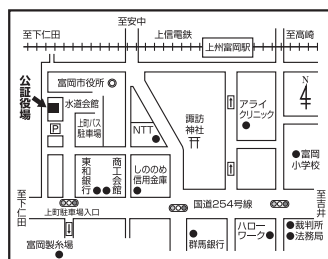 至安中
至下仁田
上信電鉄
至高崎
上州富岡駅
公証役場
富岡市役所
水道会館
P
上町バス
駐車場
NTT
諏訪
神社
アライ
クリニック
N
東和銀行
商工会館
しののめ
信用金庫
富岡
小学校
至下仁田
上町駐車場入口
国道254号線
至吉井
富岡製糸場
群馬銀行
ハロー
ワーク
裁判所
法務局